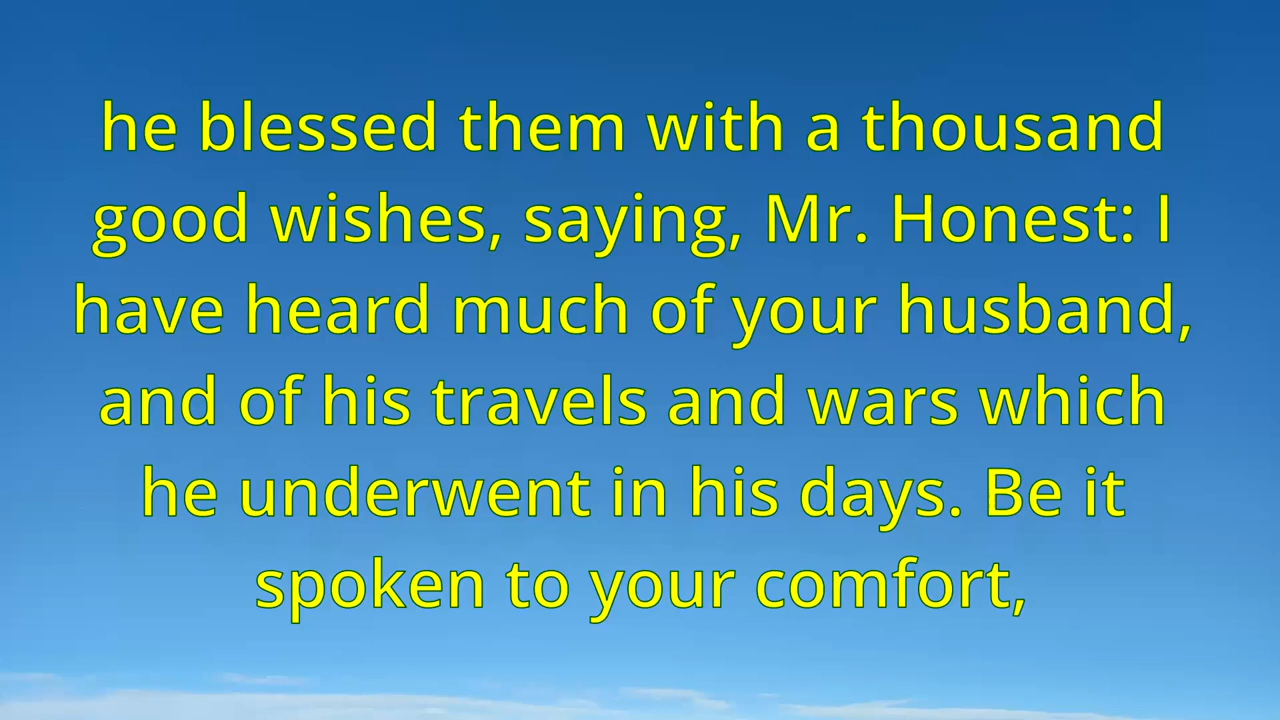 he blessed them with a thousand
good wishes, saying, Mr. Honest: I
have heard much of your husband,
and of his travels and wars which
he underwent in his days. Be it
spoken to your comfort,